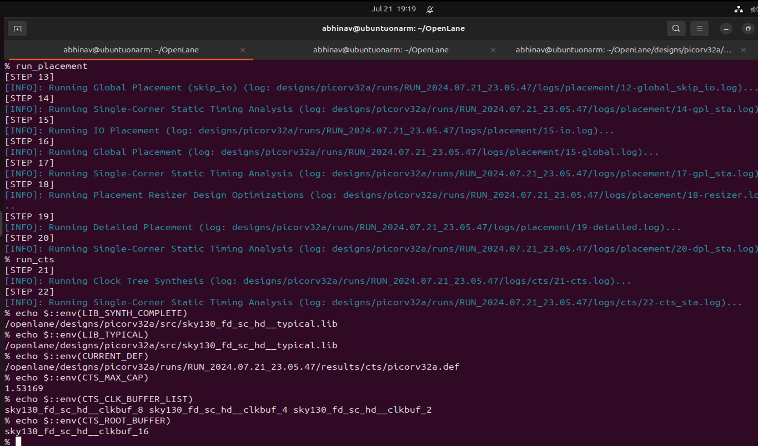 Jul 21 19:19
abhinav@ubuntuonarm: ~/OpenLane
abhinav@ubuntuonarm: ~/OpenLane × abhinav@ubuntuonarm: ~/OpenLane × abhinav@ubuntuonarm: ~/OpenLane/designs/picorv32a/... ×
% run_placement
[STEP 13]
[INFO]: Running Global Placement (skip_io) (log: designs/picorv32a/runs/RUN_2024.07.21_23.05.47/logs/placement/12-global_skip_io.log)...
[STEP 14]
[INFO]: Running Single-Corner Static Timing Analysis (log: designs/picorv32a/runs/RUN_2024.07.21_23.05.47/logs/placement/14-gpl_sta.log)
[STEP 15]
[INFO]: Running IO Placement (log: designs/picorv32a/runs/RUN_2024.07.21_23.05.47/logs/placement/15-io.log)...
[STEP 16]
[INFO]: Running Global Placement (log: designs/picorv32a/runs/RUN_2024.07.21_23.05.47/logs/placement/15-global.log)...
[STEP 17]
[INFO]: Running Single-Corner Static Timing Analysis (log: designs/picorv32a/runs/RUN_2024.07.21_23.05.47/logs/placement/17-gpl_sta.log)
[STEP 18]
[INFO]: Running Placement Resizer Design Optimizations (log: designs/picorv32a/runs/RUN_2024.07.21_23.05.47/logs/placement/18-resizer.lo
..
[STEP 19]
[INFO]: Running Detailed Placement (log: designs/picorv32a/runs/RUN_2024.07.21_23.05.47/logs/placement/19-detailed.log)...
[STEP 20]
[INFO]: Running Single-Corner Static Timing Analysis (log: designs/picorv32a/runs/RUN_2024.07.21_23.05.47/logs/placement/20-dpl_sta.log)
% run_cts
[STEP 21]
[INFO]: Running Clock Tree Synthesis (log: designs/picorv32a/runs/RUN_2024.07.21_23.05.47/logs/cts/21-cts.log)...
[STEP 22]
[INFO]: Running Single-Corner Static Timing Analysis (log: designs/picorv32a/runs/RUN_2024.07.21_23.05.47/logs/cts/22-cts_sta.log)...
% echo $::env(LIB_SYNTH_COMPLETE)
/openlane/designs/picorv32a/src/sky130_fd_sc_hd__typical.lib
% echo $::env(LIB_TYPICAL)
/openlane/designs/picorv32a/src/sky130_fd_sc_hd__typical.lib
% echo $::env(CURRENT_DEF)
/openlane/designs/picorv32a/runs/RUN_2024.07.21_23.05.47/results/cts/picorv32a.def
% echo $::env(CTS_MAX_CAP)
1.53169
% echo $::env(CTS_CLK_BUFFER_LIST)
sky130_fd_sc_hd__clkbuf_8 sky130_fd_sc_hd__clkbuf_4 sky130_fd_sc_hd__clkbuf_2
% echo $::env(CTS_ROOT_BUFFER)
sky130_fd_sc_hd__clkbuf_16
%